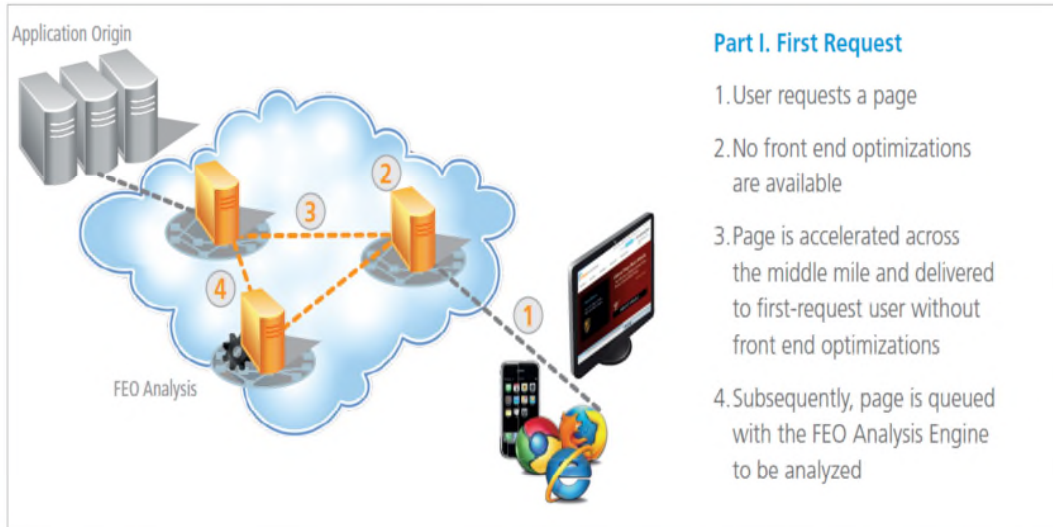 Application Origin
2
3
4
1
FEO Analysis
Part I. First Request
1.User requests a page
2.No front end optimizations
are available
3.Page is accelerated across
the middle mile and delivered
to first-request user without
front end optimizations
4.Subsequently, page is queued
with the FEO Analysis Engine
to be analyzed